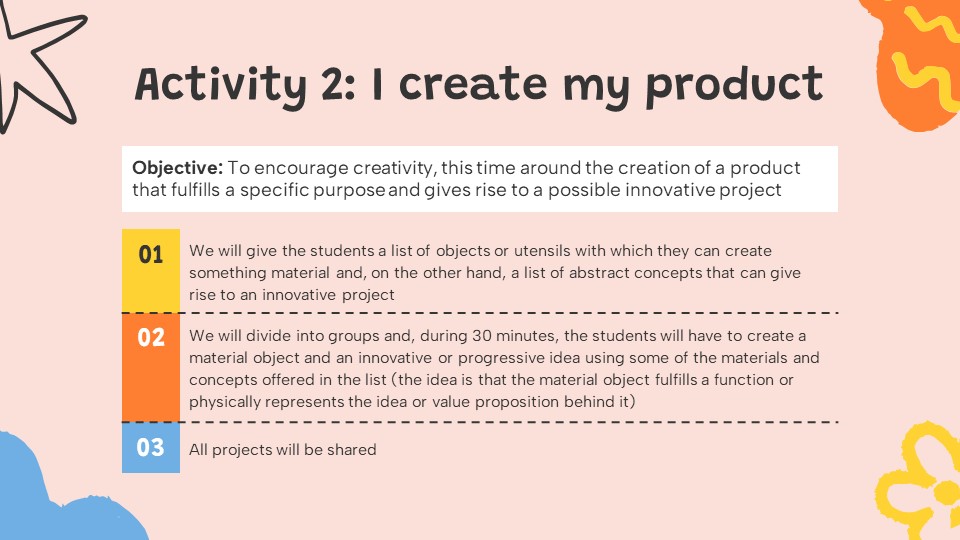 Activity 2: I create my product
Objective: To encourage creativity, this time around the creation of a product
that fulfills a specific purpose and gives rise to a possible innovative project
01
We will give the students a list of objects or utensils with which they can create
something material and, on the other hand, a list of abstract concepts that can give
rise to an innovative project
02
We will divide into groups and, during 30 minutes, the students will have to create a
material object and an innovative or progressive idea using some of the materials and
concepts offered in the list (the idea is that the material object fulfills a function or
physically represents the idea or value proposition behind it)
03
All projects will be shared